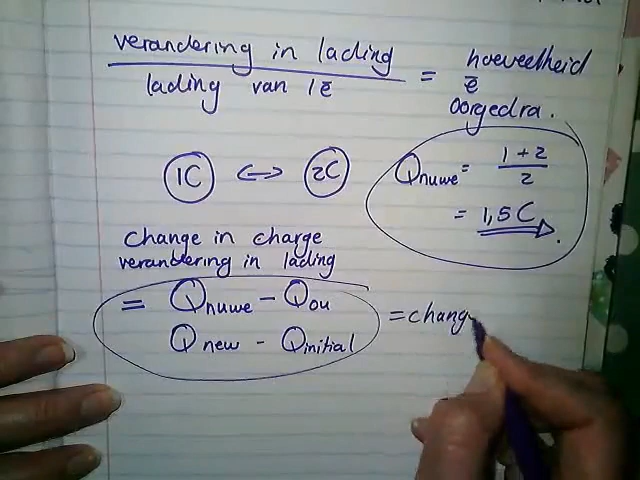 verandering in lading = hoeveelheid
lading van 1 ē ē
oorgedra.
1C ⟷ 2C
Qnuwe = 1 + 2
2
= 1,5 C
Change in charge
verandering in lading
= Qnuwe - Qou
Qnew - Qinitial
= chang